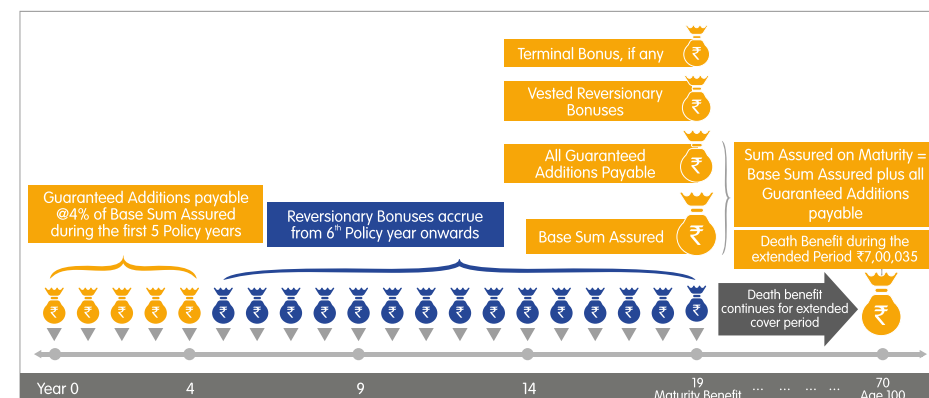 Terminal Bonus, if any
Vested Reversionary
Bonuses
All Guaranteed
Additions Payable
Base Sum Assured
Sum Assured on Maturity =
Base Sum Assured plus all
Guaranteed Additions
payable
Death Benefit during the
extended Period ₹7,00,035
Guaranteed Additions payable
@4% of Base Sum Assured
during the first 5 Policy years
Reversionary Bonuses accrue
from 6th Policy year onwards
Death benefit
continues for extended
cover period
Year 0 4 9 14 19 ... ... ... ... 70
Maturity Benefit Age 100